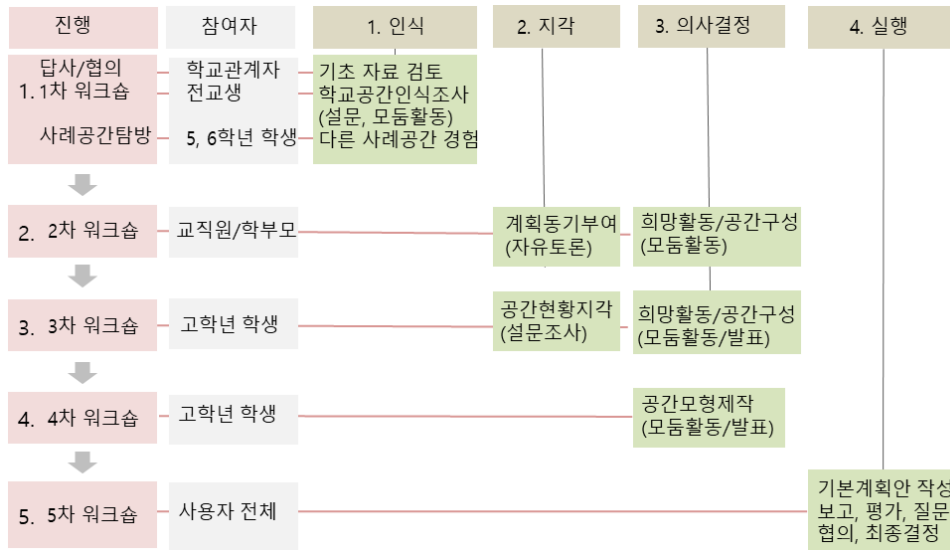 진행
참여자
1. 인식
2. 지각
3. 의사결정
4. 실행
답사/협의
학교관계자
기초 자료 검토
1. 1차 워크숍
전교생
학교공간인식조사
(설문, 모둠활동)
사례공간탐방
5, 6학년 학생
다른 사례공간 경험
2. 2차 워크숍
교직원/학부모
계획동기부여
(자유토론)
희망활동/공간구성
(모둠활동)
3. 3차 워크숍
고학년 학생
공간현황지각
(설문조사)
희망활동/공간구성
(모둠활동/발표)
4. 4차 워크숍
고학년 학생
공간모형제작
(모둠활동/발표)
5. 5차 워크숍
사용자 전체
기본계획안 작성
보고, 평가, 질문
협의, 최종결정